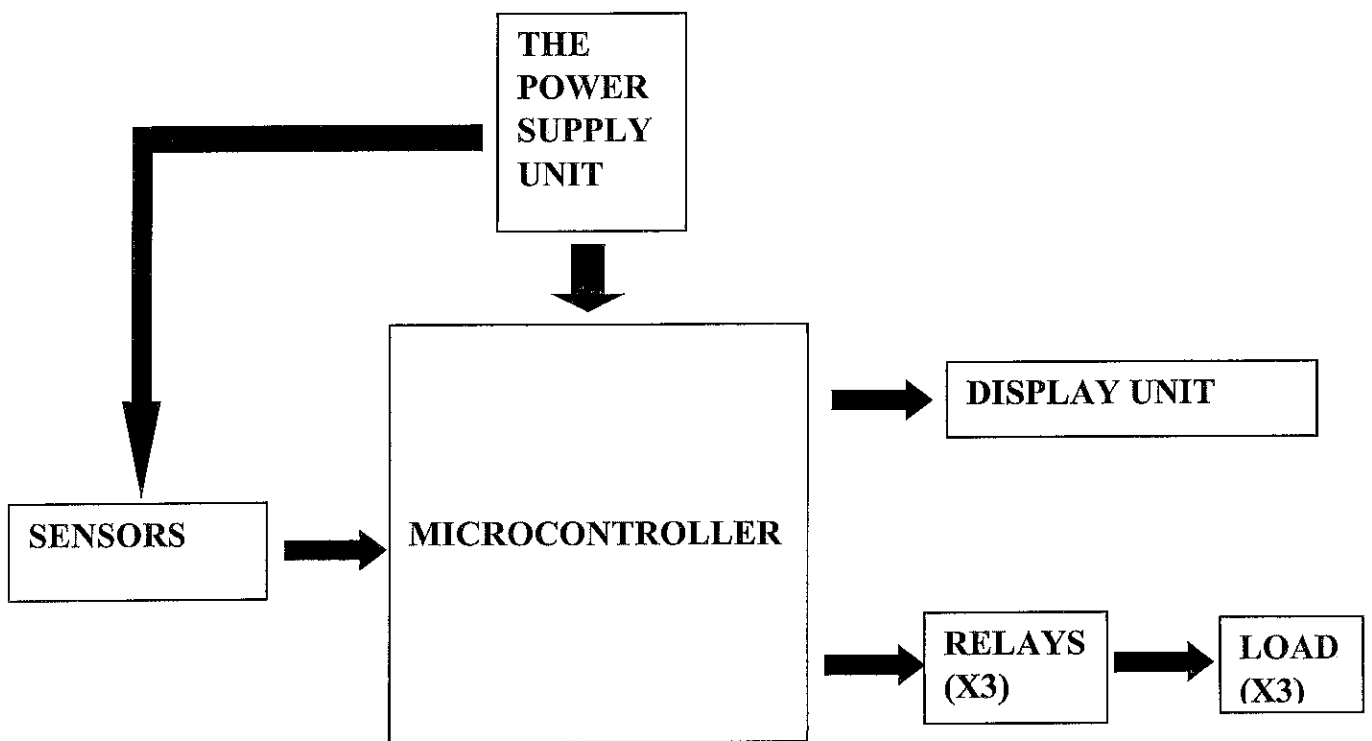 THE
POWER
SUPPLY
UNIT
DISPLAY UNIT
SENSORS
MICROCONTROLLER
RELAYS
(X3)
LOAD
(X3)